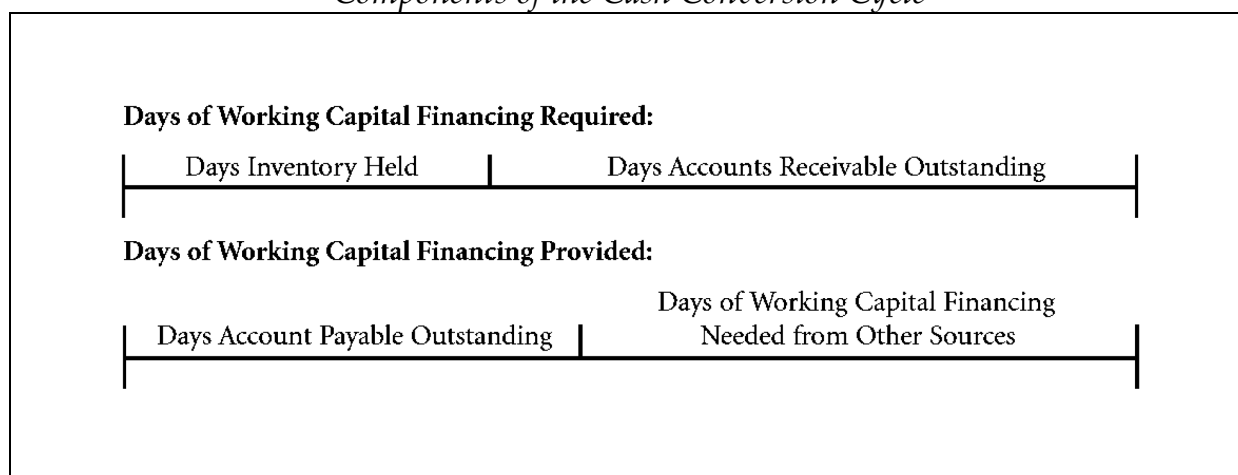 Components of the Cash Conversion Cycle
Days of Working Capital Financing Required:
Days Inventory Held Days Accounts Receivable Outstanding
Days of Working Capital Financing Provided:
Days of Working Capital Financing
Days Account Payable Outstanding Needed from Other Sources